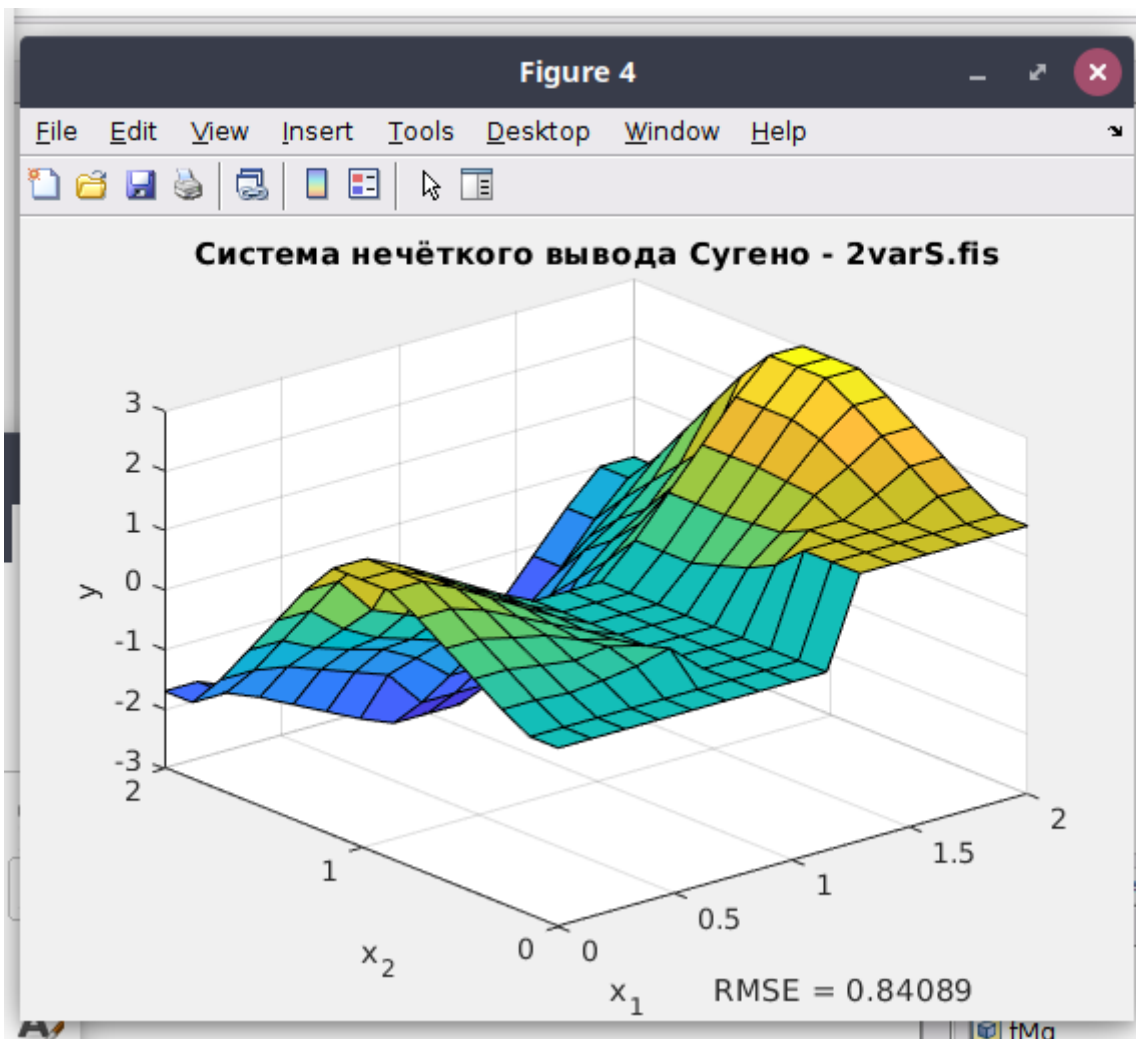 Figure 4
File Edit View Insert Tools Desktop Window Help
Система нечёткого вывода Сугено - 2varS.fis
3
2
1
0
-1
-2
-3
y
2
1
0
x2
0
0.5
1
1.5
2
x1
RMSE = 0.84089
fMg